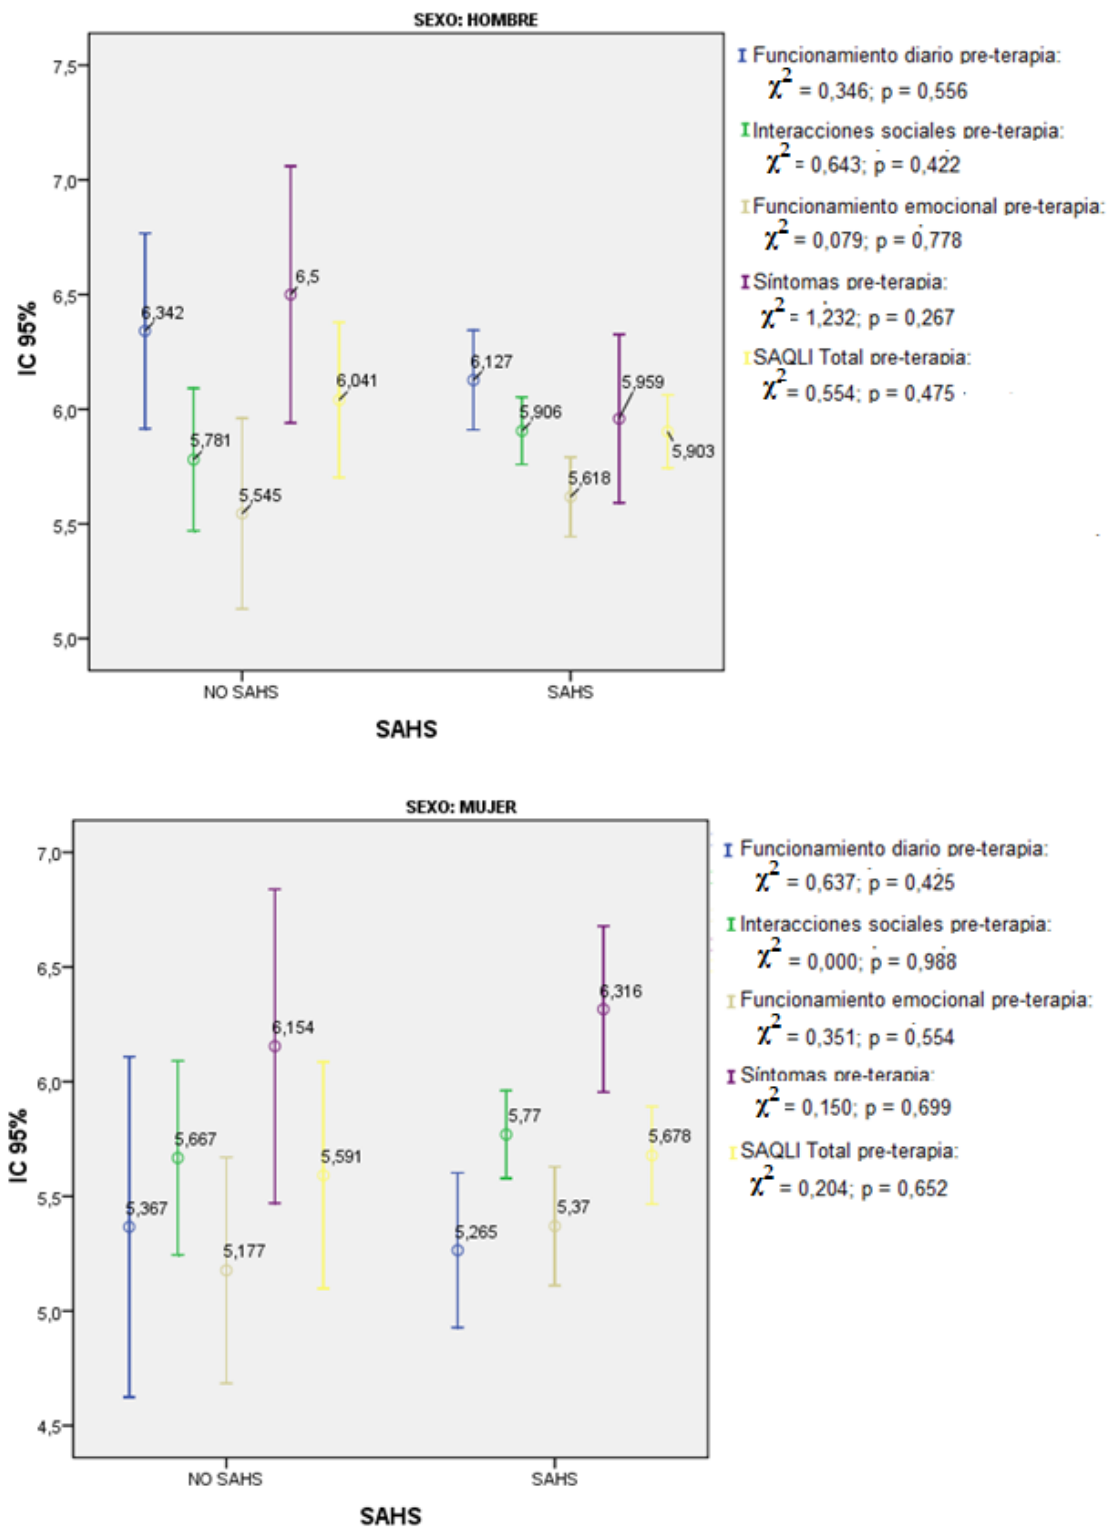 SEXO: HOMBRE
7,5
7,0
6,5
6,0
5,5
5,0
IC 95%
6,342
5,781
5,545
6,5
6,041
6,127
5,906
5,618
5,959
5,903
NO SAHS
SAHS
SAHS
Funcionamiento diario pre-terapia:
χ² = 0,346; p = 0,556
Interacciones sociales pre-terapia:
χ² = 0,643; p = 0,422
Funcionamiento emocional pre-terapia:
χ² = 0,079; p = 0,778
Síntomas pre-terapia:
χ² = 1,232; p = 0,267
SAQLI Total pre-terapia:
χ² = 0,554; p = 0,475
SEXO: MUJER
7,0
6,5
6,0
5,5
5,0
4,5
IC 95%
5,367
5,667
5,177
6,154
5,591
5,265
5,77
5,37
6,316
5,678
NO SAHS
SAHS
SAHS
Funcionamiento diario pre-terapia:
χ² = 0,637; p = 0,425
Interacciones sociales pre-terapia:
χ² = 0,000; p = 0,988
Funcionamiento emocional pre-terapia:
χ² = 0,351; p = 0,554
Síntomas pre-terapia:
χ² = 0,150; p = 0,699
SAQLI Total pre-terapia:
χ² = 0,204; p = 0,652